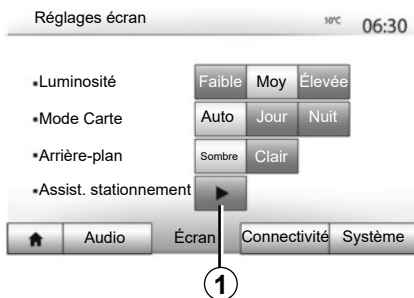 Réglages écran 10°C 06:30
Luminosité Faible Moy Élevée
Mode Carte Auto Jour Nuit
Arrière-plan Sombre Clair
Assist. stationnement
Audio Écran Connectivité Système
1